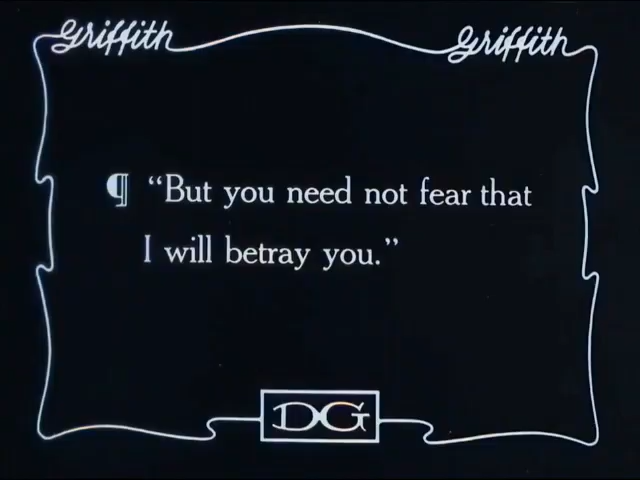 Griffith Griffith
¶ “But you need not fear that
I will betray you.”
DG